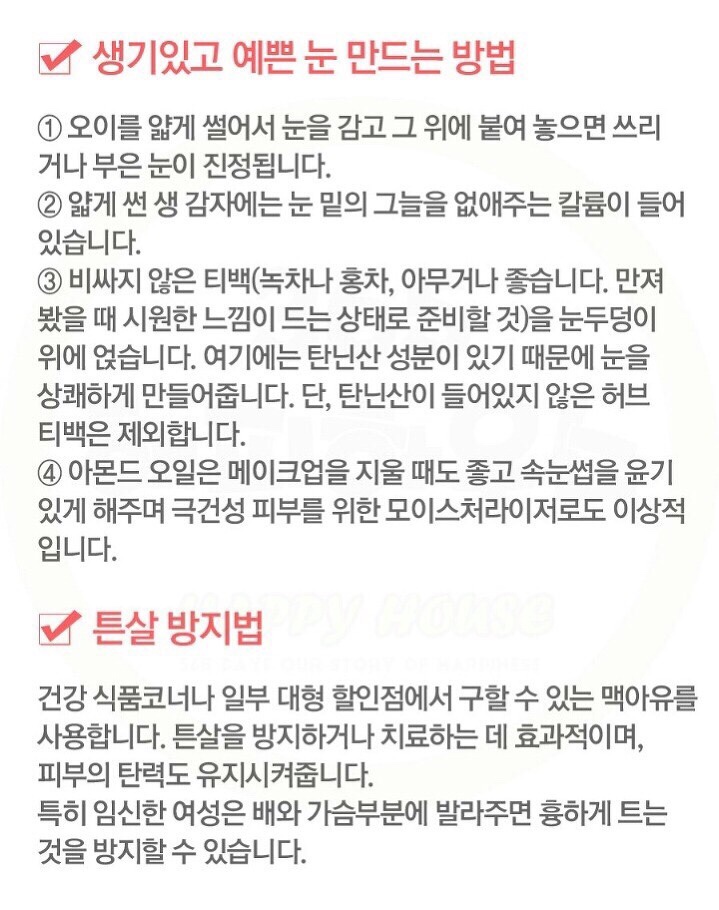 생기있고 예쁜 눈 만드는 방법
① 오이를 얇게 썰어서 눈을 감고 그 위에 붙여 놓으면 쓰리
거나 부은 눈이 진정됩니다.
② 얇게 썬 생 감자에는 눈 밑의 그늘을 없애주는 칼륨이 들어
있습니다.
③ 비싸지 않은 티백(녹차나 홍차, 아무거나 좋습니다. 만져
봤을 때 시원한 느낌이 드는 상태로 준비할 것)을 눈두덩이
위에 얹습니다. 여기에는 탄닌산 성분이 있기 때문에 눈을
상쾌하게 만들어줍니다. 단, 탄닌산이 들어있지 않은 허브
티백은 제외합니다.
④ 아몬드 오일은 메이크업을 지울 때도 좋고 속눈썹을 윤기
있게 해주며 극건성 피부를 위한 모이스처라이저로도 이상적
입니다.
HAPPY HOUSE
튼살 방지법
건강 식품코너나 일부 대형 할인점에서 구할 수 있는 맥아유를
사용합니다. 튼살을 방지하거나 치료하는 데 효과적이며,
피부의 탄력도 유지시켜줍니다.
특히 임신한 여성은 배와 가슴부분에 발라주면 흉하게 트는
것을 방지할 수 있습니다.